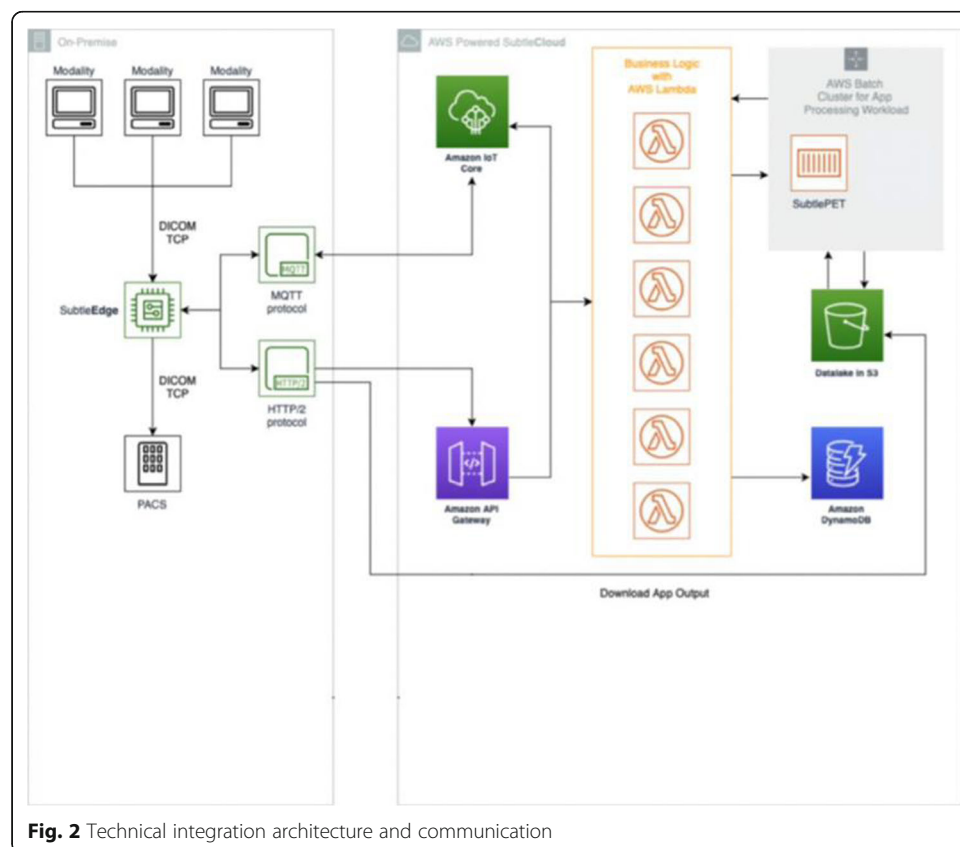 On-Premise
AWS Powered SubtleCloud
Modality
Modality
Modality
DICOM
TCP
SubtleEdge
MQTT
MQTT
protocol
HTTP/2
HTTP/2
protocol
DICOM
TCP
PACS
Amazon IoT
Core
Amazon API
Gateway
Business Logic
with
AWS Lambda
AWS Batch
Cluster for App
Processing Workload
SubtlePET
Datalake in S3
Amazon
DynamoDB
Download App Output
Fig. 2 Technical integration architecture and communication